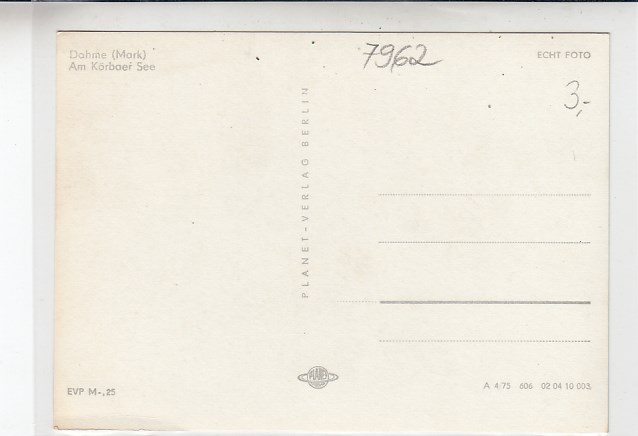 Dahme (Mark)
Am Körbaer See
7962
ECHT FOTO
3,-
PLANET-VERLAG BERLIN
EVP M-,25
PLANET
A 4/75 606 02 04 10 003